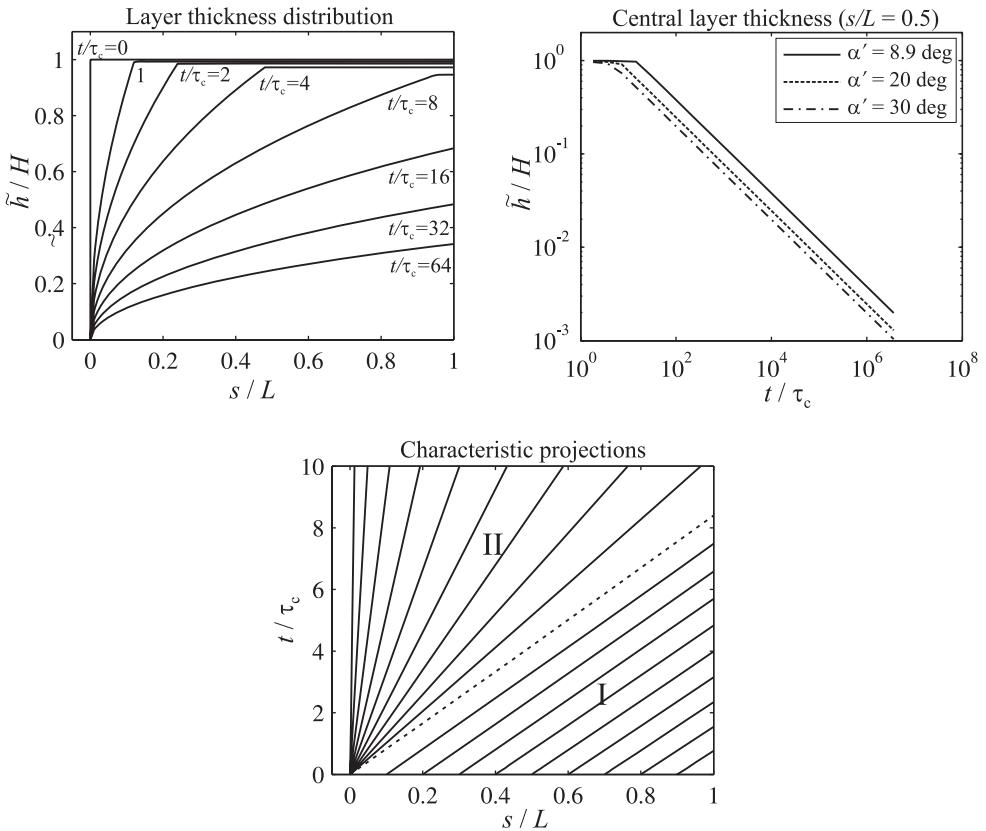 Layer thickness distribution
t/τc=0
1
t/τc=2
t/τc=4
t/τc=8
t/τc=16
t/τc=32
t/τc=64
1
0.8
0.6
0.4
0.2
0
h̃ / H
~
0 0.2 0.4 0.6 0.8 1
s / L
Central layer thickness (s/L = 0.5)
α′ = 8.9 deg
α′ = 20 deg
α′ = 30 deg
10^0
10^-1
10^-2
10^-3
h̃ / H
10^0 10^2 10^4 10^6 10^8
t / τc
Characteristic projections
10
8
6
4
2
0
t / τc
II
I
0 0.2 0.4 0.6 0.8 1
s / L